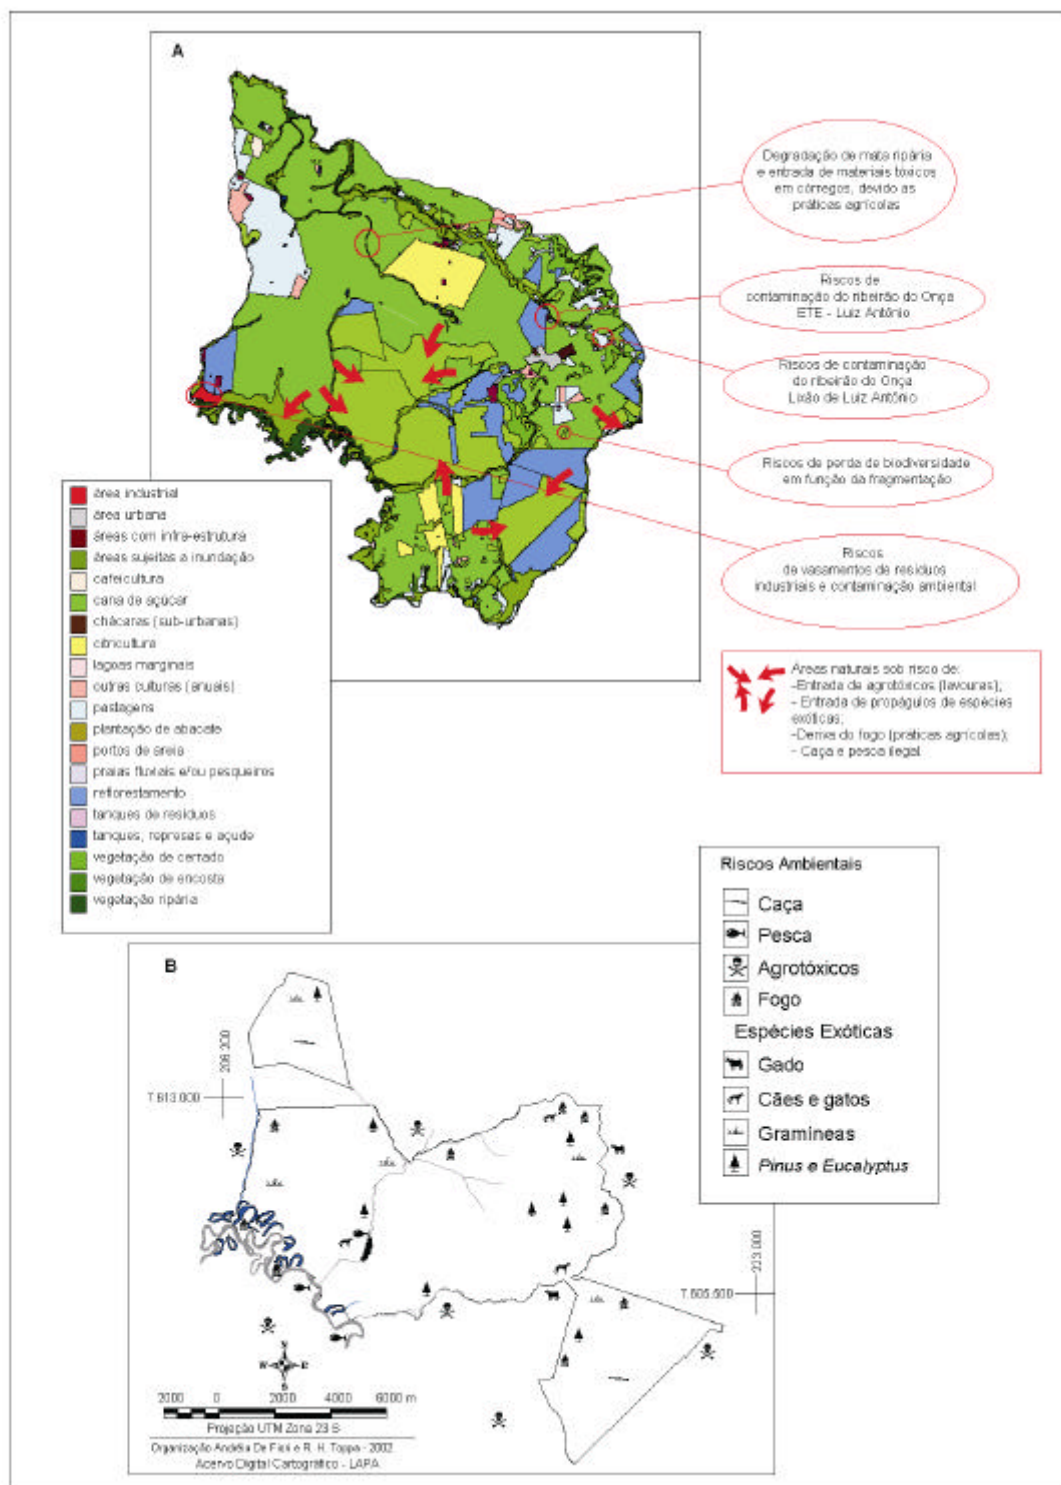 A
Degradação de mata ripária
e entrada de materiais tóxicos
em córregos, devido as
práticas agrícolas
Riscos de
contaminação do ribeirão do Onça
ETE - Luiz Antônio
Riscos de contaminação
do ribeirão do Onça
Lixão de Luiz Antônio
Riscos de perda de biodiversidade
em função da fragmentação
Riscos
de vasamentos de resíduos
industriais e contaminação ambiental
Áreas naturais sob risco de:
-Entrada de agrotóxicos (lavouras);
- Entrada de propágulos de espécies
exóticas;
-Deriva do fogo (práticas agrícolas);
- Caça e pesca ilegal
área industrial
área urbana
áreas com infra-estrutura
áreas sujeitas a inundação
cafeicultura
cana de açúcar
chácaras (sub-urbanas)
citricultura
lagoas marginais
outras culturas (anuais)
pastagens
plantação de abacate
portos de areia
praias fluviais e/ou pesqueiros
reflorestamento
tanques de resíduos
tanques, represas e açude
vegetação de cerrado
vegetação de encosta
vegetação ripária
Riscos Ambientais
Caça
Pesca
Agrotóxicos
Fogo
Espécies Exóticas
Gado
Cães e gatos
Gramineas
Pinus e Eucalyptus
B
7.613.000
223.000
7.605.500
N
W
E
S
2000 0 2000 4000 6000 m
Projeção UTM Zona 23 S
Organização Andréia De Fiori e R. H. Toppa - 2002
Acervo Digital Cartográfico - LAPA